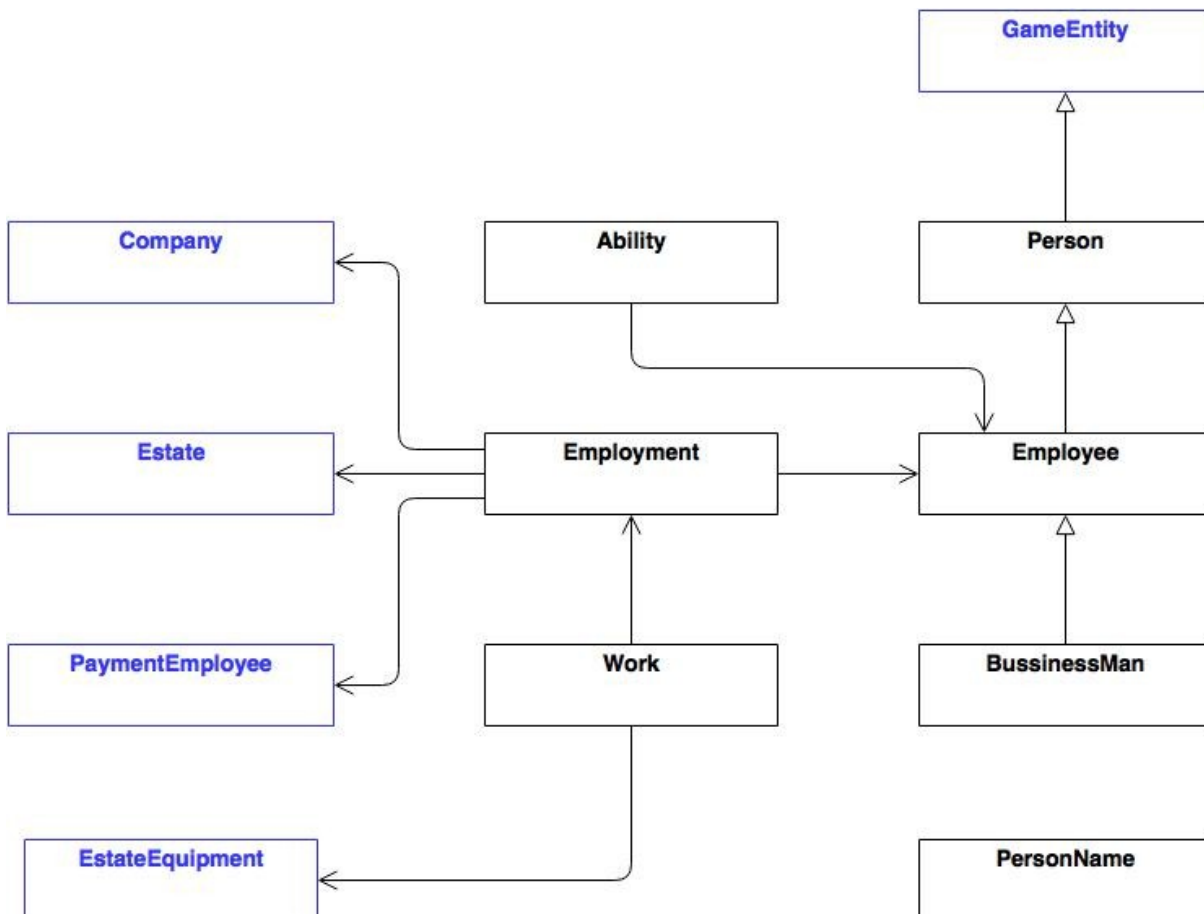 GameEntity
Company
Ability
Person
Estate
Employment
Employee
PaymentEmployee
Work
BussinessMan
EstateEquipment
PersonName